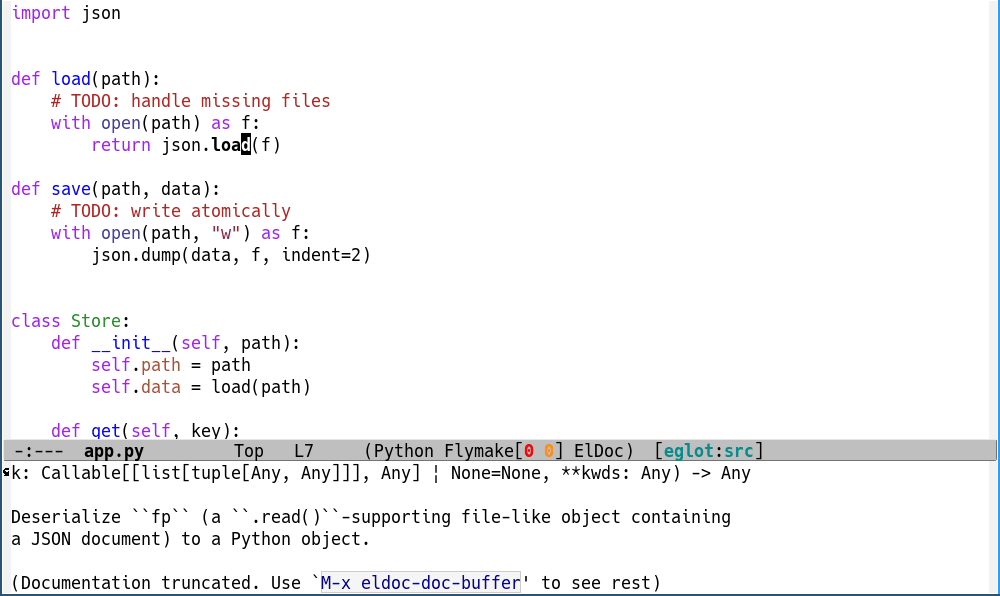 import json
def load(path):
    # TODO: handle missing files
    with open(path) as f:
        return json.load(f)
def save(path, data):
    # TODO: write atomically
    with open(path, "w") as f:
        json.dump(data, f, indent=2)
class Store:
    def __init__(self, path):
        self.path = path
        self.data = load(path)
    def get(self, key):
-:--- app.py Top L7 (Python Flymake[0 0] ElDoc) [eglot:src]
k: Callable[[list[tuple[Any, Any]]], Any] ¦ None=None, **kwds: Any) -> Any
Deserialize ``fp`` (a ``.read()``-supporting file-like object containing
a JSON document) to a Python object.
(Documentation truncated. Use `M-x eldoc-doc-buffer' to see rest)